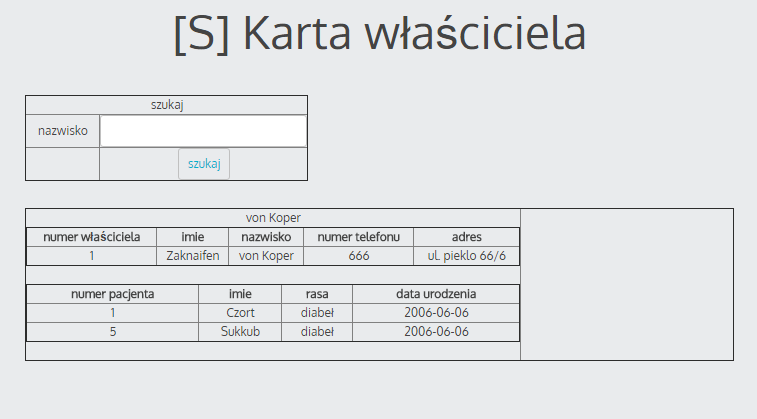 [S] Karta właściciela
szukaj
nazwisko
szukaj
von Koper
numer właściciela imie nazwisko numer telefonu adres
1 Zaknaifen von Koper 666 ul. pieklo 66/6
numer pacjenta imie rasa data urodzenia
1 Czort diabeł 2006-06-06
5 Sukkub diabeł 2006-06-06